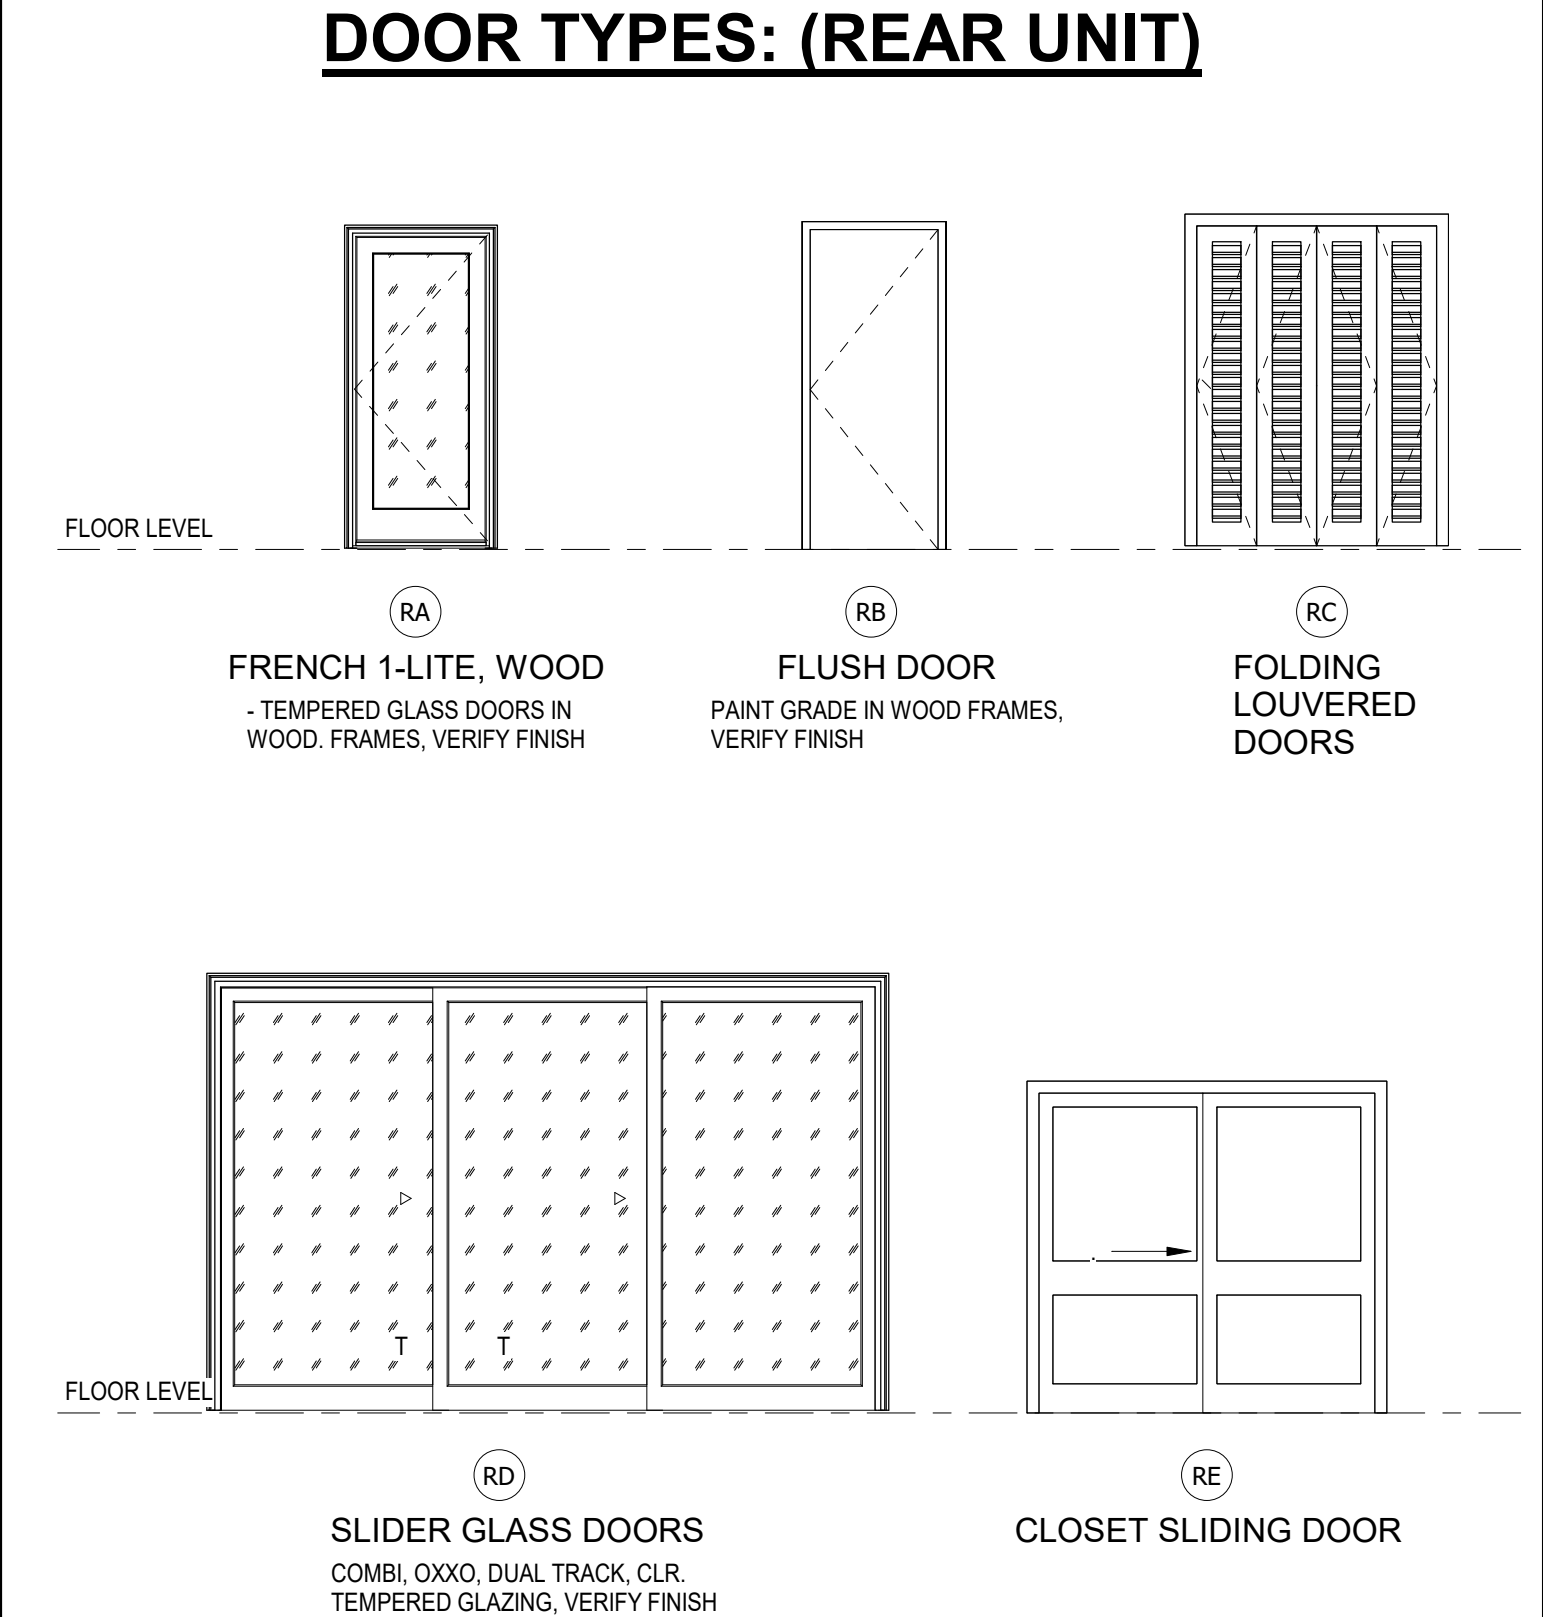 DOOR TYPES: (REAR UNIT)
FLOOR LEVEL
RA
FRENCH 1-LITE, WOOD
- TEMPERED GLASS DOORS IN
WOOD. FRAMES, VERIFY FINISH
RB
FLUSH DOOR
PAINT GRADE IN WOOD FRAMES,
VERIFY FINISH
RC
FOLDING
LOUVERED
DOORS
T
T
FLOOR LEVEL
RD
SLIDER GLASS DOORS
COMBI, OXXO, DUAL TRACK, CLR.
TEMPERED GLAZING, VERIFY FINISH
RE
CLOSET SLIDING DOOR